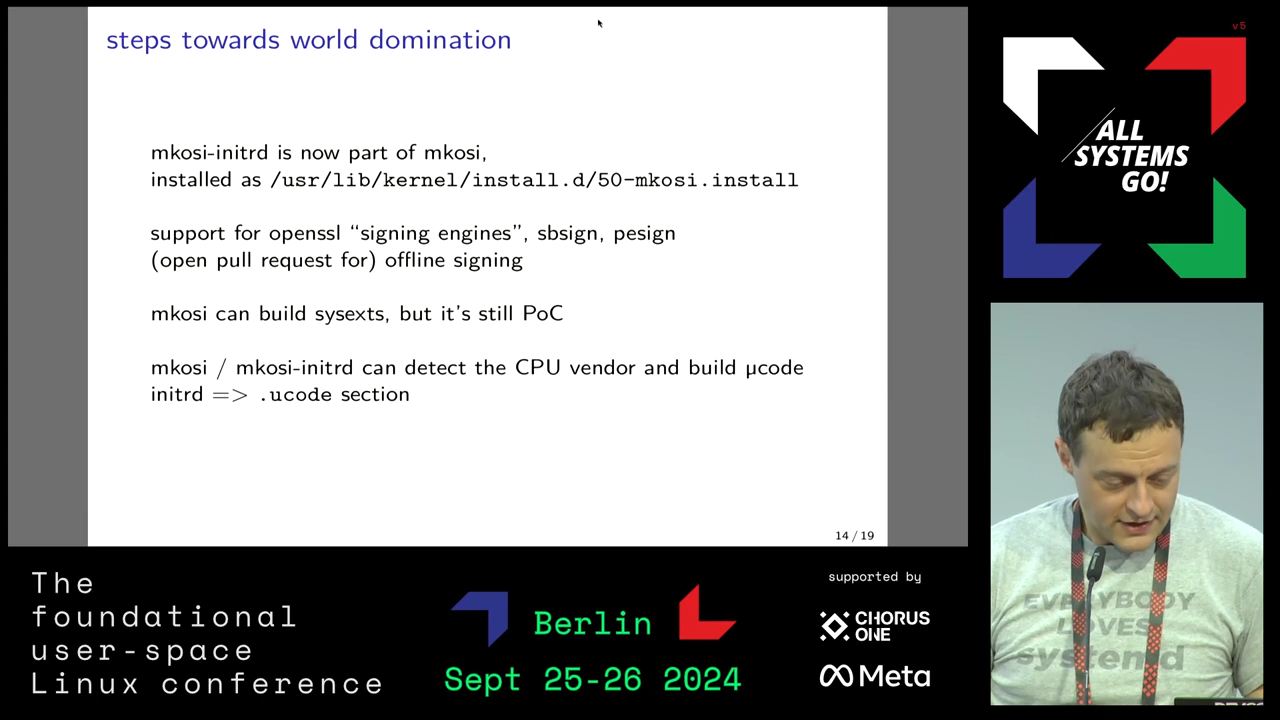 steps towards world domination
mkosi-initrd is now part of mkosi,
installed as /usr/lib/kernel/install.d/50-mkosi.install
support for openssl “signing engines”, sbsign, pesign
(open pull request for) offline signing
mkosi can build sysexts, but it's still PoC
mkosi / mkosi-initrd can detect the CPU vendor and build µcode
initrd => .ucode section
14 / 19
v5
ALL
SYSTEMS
GO!
EVERYBODY
LOVES
systemd
The
foundational
user-space
Linux conference
Berlin
Sept 25-26 2024
supported by
CHORUS
ONE
Meta